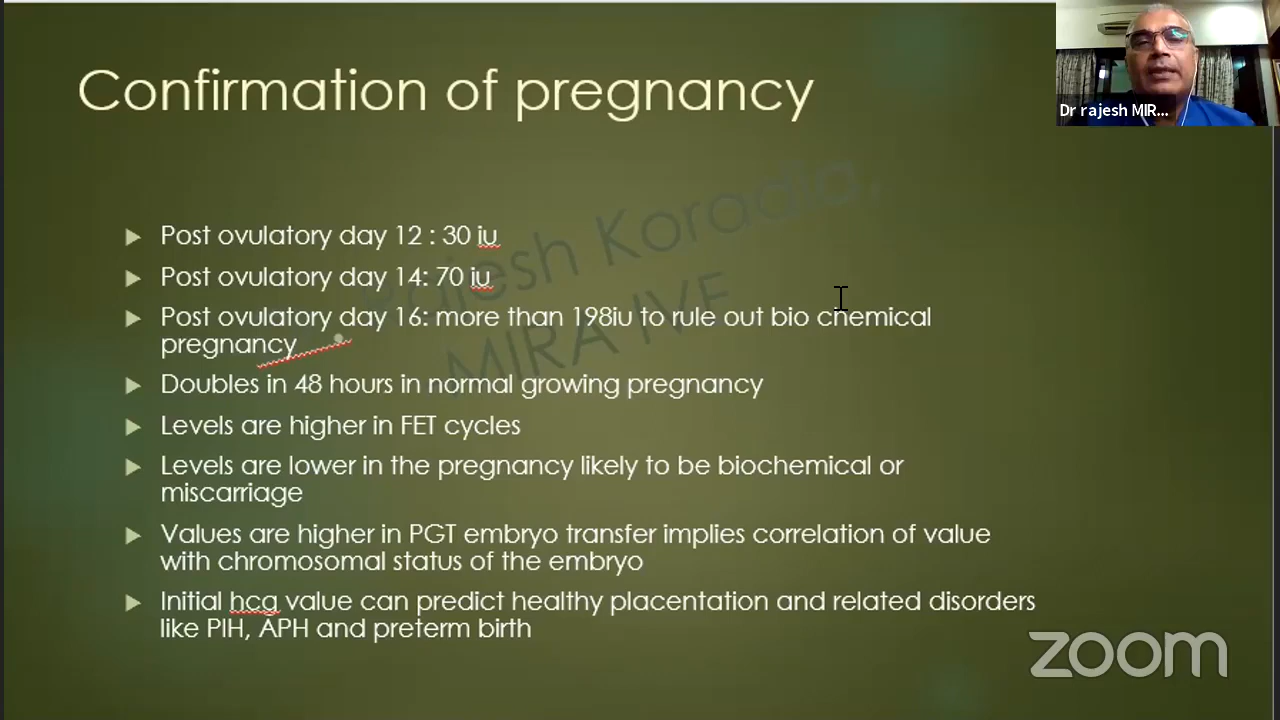 Confirmation of pregnancy
Dr rajesh MIR...
Post ovulatory day 12 : 30 iu
Post ovulatory day 14: 70 iu
Post ovulatory day 16: more than 198iu to rule out bio chemical
pregnancy
Doubles in 48 hours in normal growing pregnancy
Levels are higher in FET cycles
Levels are lower in the pregnancy likely to be biochemical or
miscarriage
Values are higher in PGT embryo transfer implies correlation of value
with chromosomal status of the embryo
Initial hcg value can predict healthy placentation and related disorders
like PIH, APH and preterm birth
Rajesh Koradia,
MIRA IVF
zoom